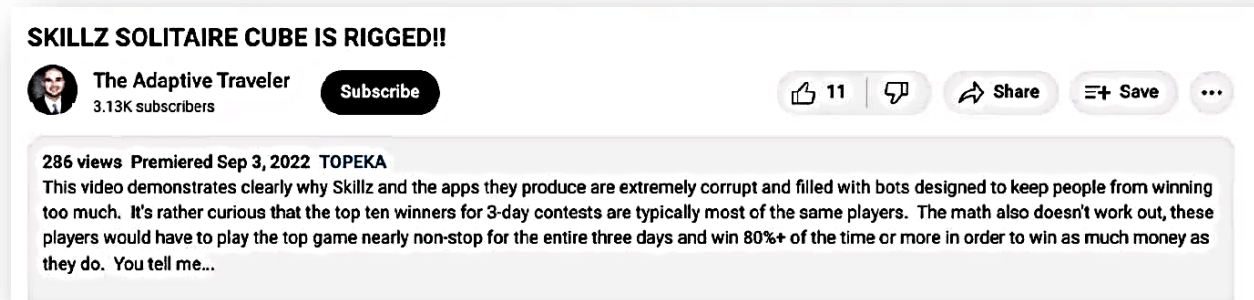 SKILLZ SOLITAIRE CUBE IS RIGGED!!
The Adaptive Traveler
3.13K subscribers
Subscribe
11
Share
Save
286 views Premiered Sep 3, 2022 TOPEKA
This video demonstrates clearly why Skillz and the apps they produce are extremely corrupt and filled with bots designed to keep people from winning
too much. It's rather curious that the top ten winners for 3-day contests are typically most of the same players. The math also doesn't work out, these
players would have to play the top game nearly non-stop for the entire three days and win 80%+ of the time or more in order to win as much money as
they do. You tell me...